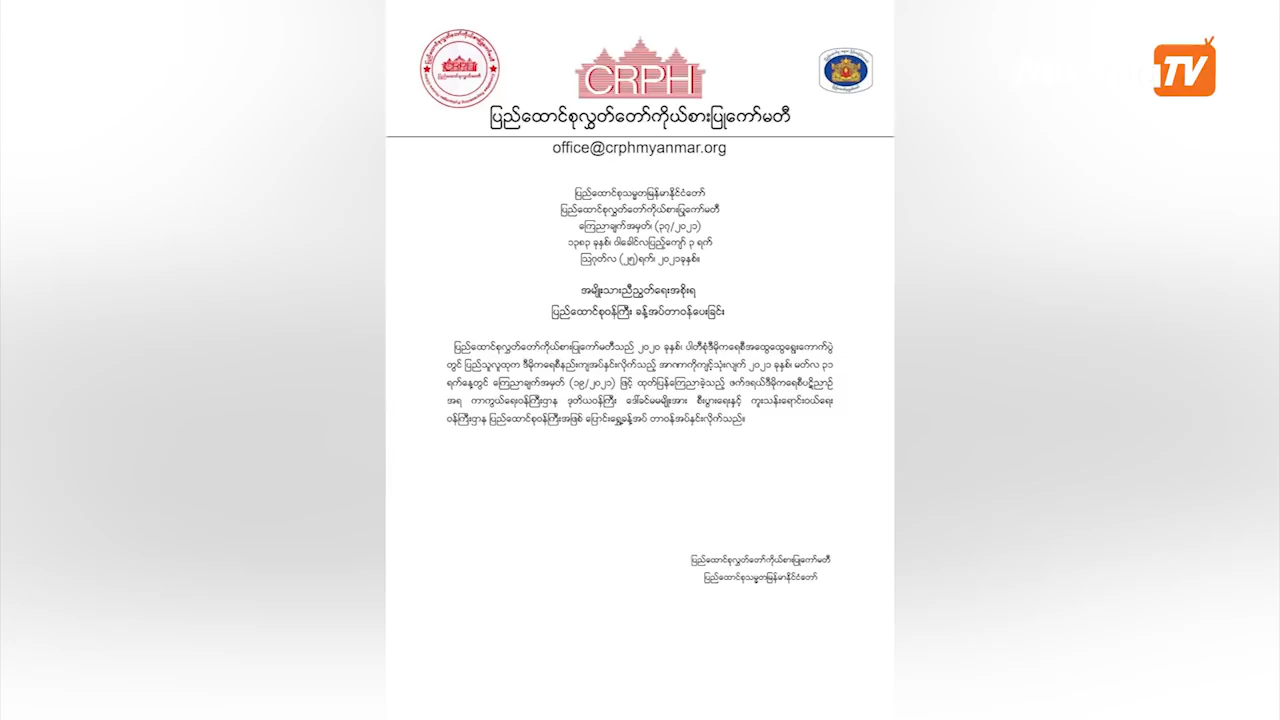 CRPH
TV
ပြည်ထောင်စုလွှတ်တော်ကိုယ်စားပြုကော်မတီ
office@crphmyanmar.org
ပြည်ထောင်စုသမ္မတမြန်မာနိုင်ငံတော်
ပြည်ထောင်စုလွှတ်တော်ကိုယ်စားပြုကော်မတီ
ကြေညာချက်အမှတ်၊ (၃၇/၂၀၂၁)
၁၃၈၃ ခုနှစ်၊ ဝါခေါင်လပြည့်ကျော် ၃ ရက်
ဩဂုတ်လ (၂၅)ရက်၊ ၂၀၂၁ခုနှစ်။
အမျိုးသားညီညွတ်ရေးအစိုးရ
ပြည်ထောင်စုဝန်ကြီး ခန့်အပ်တာဝန်ပေးခြင်း
ပြည်ထောင်စုလွှတ်တော်ကိုယ်စားပြုကော်မတီသည် ၂၀၂၀ ခုနှစ်၊ ပါတီစုံဒီမိုကရေစီအထွေထွေရွေးကောက်ပွဲ
တွင် ပြည်သူလူထုက ဒီမိုကရေစီနည်းကျအပ်နှင်းလိုက်သည့် အာဏာကိုကျင့်သုံးလျက် ၂၀၂၁ ခုနှစ်၊ မတ်လ ၃၁
ရက်နေ့တွင် ကြေညာချက်အမှတ် (၁၉/၂၀၂၁) ဖြင့် ထုတ်ပြန်ကြေညာခဲ့သည့် ဖက်ဒရယ်ဒီမိုကရေစီပဋိညာဉ်
အရ ကာကွယ်ရေးဝန်ကြီးဌာန ဒုတိယဝန်ကြီး ဒေါ်ခင်မမမျိုးအား စီးပွားရေးနှင့် ကူးသန်းရောင်းဝယ်ရေး
ဝန်ကြီးဌာန ပြည်ထောင်စုဝန်ကြီးအဖြစ် ပြောင်းရွှေ့ခန့်အပ် တာဝန်အပ်နှင်းလိုက်သည်။
ပြည်ထောင်စုလွှတ်တော်ကိုယ်စားပြုကော်မတီ
ပြည်ထောင်စုသမ္မတမြန်မာနိုင်ငံတော်